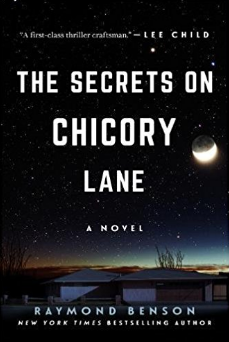 "A first-class thriller craftsman."—LEE CHILD
THE SECRETS ON
CHICORY
LANE
A NOVEL
RAYMOND BENSON
NEW YORK TIMES BESTSELLING AUTHOR